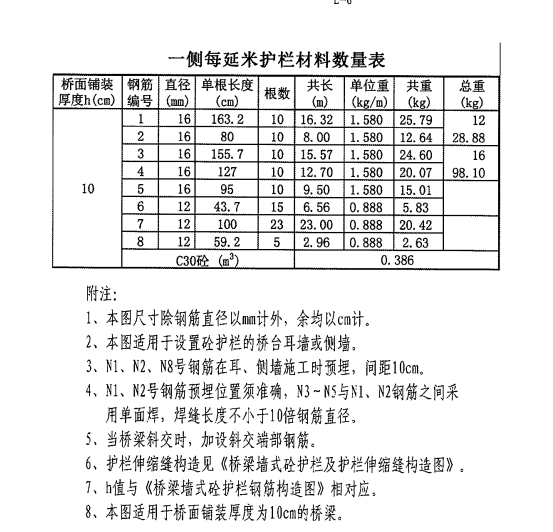 一侧每延米护栏材料数量表
桥面铺装厚度h(cm) 钢筋编号 直径(mm) 单根长度(cm) 根数 共长(m) 单位重(kg/m) 共重(kg) 总重(kg)
10 1 16 163.2 10 16.32 1.580 25.79 12
2 16 80 10 8.00 1.580 12.64 28.88
3 16 155.7 10 15.57 1.580 24.60 16
4 16 127 10 12.70 1.580 20.07 98.10
5 16 95 10 9.50 1.580 15.01
6 12 43.7 15 6.56 0.888 5.83
7 12 100 23 23.00 0.888 20.42
8 12 59.2 5 2.96 0.888 2.63
C30砼 (m³) 0.386
附注:
1、本图尺寸除钢筋直径以mm计外，余均以cm计。
2、本图适用于设置砼护栏的桥台耳墙或侧墙。
3、N1、N2、N8号钢筋在耳、侧墙施工时预埋，间距10cm。
4、N1、N2号钢筋预埋位置须准确，N3～N5与N1、N2钢筋之间采
用单面焊，焊缝长度不小于10倍钢筋直径。
5、当桥梁斜交时，加设斜交端部钢筋。
6、护栏伸缩缝构造见《桥梁墙式砼护栏及护栏伸缩缝构造图》。
7、h值与《桥梁墙式砼护栏钢筋构造图》相对应。
8、本图适用于桥面铺装厚度为10cm的桥梁。